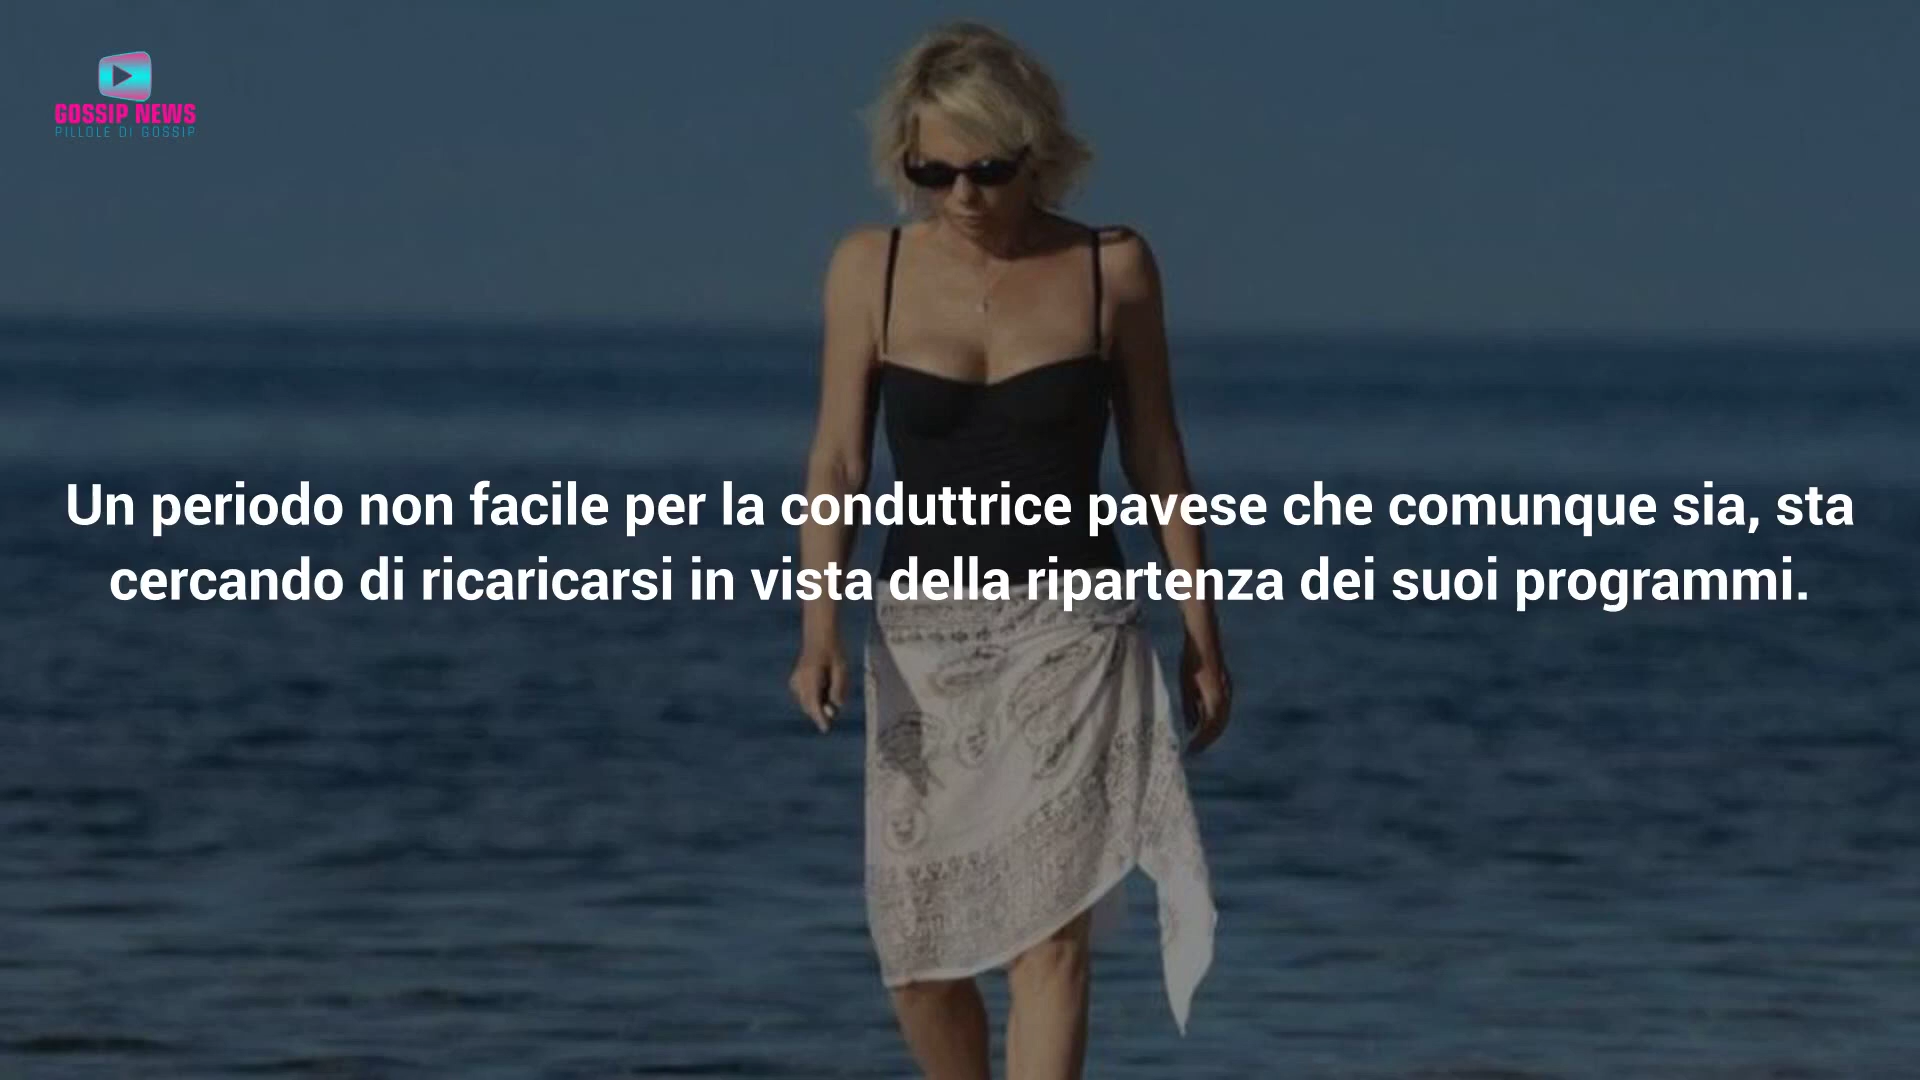 GOSSIP NEWS
PILLOLE DI GOSSIP
Un periodo non facile per la conduttrice pavese che comunque sia, sta
cercando di ricaricarsi in vista della ripartenza dei suoi programmi.